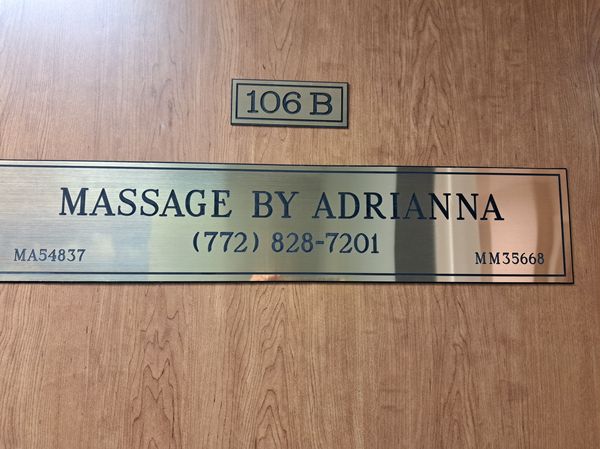 106 B
MASSAGE BY ADRIANNA
(772) 828-7201
MA54837 MM35668